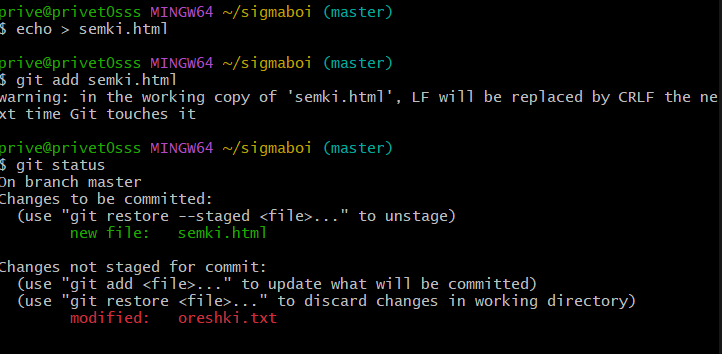 prive@privetOsss MINGW64 ~/sigmaboi (master)
$ echo > semki.html
prive@privetOsss MINGW64 ~/sigmaboi (master)
$ git add semki.html
warning: in the working copy of 'semki.html', LF will be replaced by CRLF the ne
xt time Git touches it
prive@privetOsss MINGW64 ~/sigmaboi (master)
$ git status
On branch master
Changes to be committed:
  (use "git restore --staged <file>..." to unstage)
        new file:   semki.html
Changes not staged for commit:
  (use "git add <file>..." to update what will be committed)
  (use "git restore <file>..." to discard changes in working directory)
        modified:   oreshki.txt